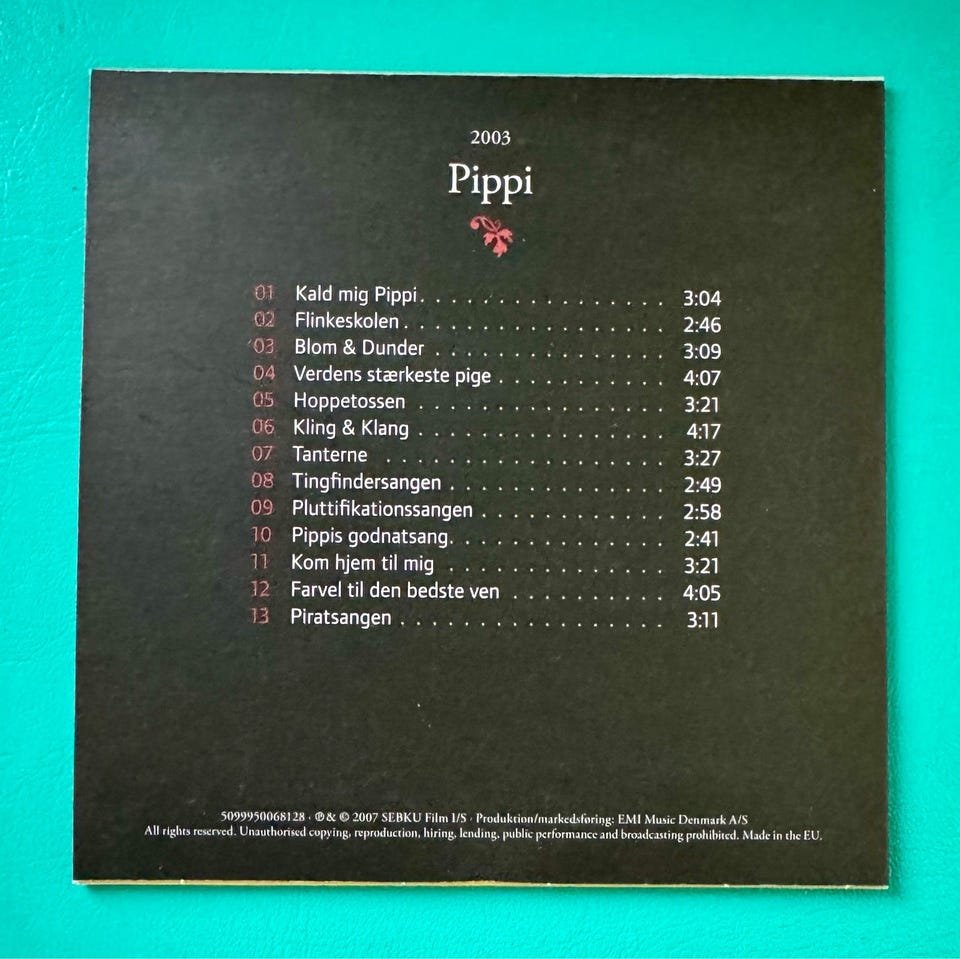 2003
Pippi
01 Kald mig Pippi. . . . . . . . . . . . . . . . . 3:04
02 Flinkeskolen . . . . . . . . . . . . . . . . . 2:46
03 Blom & Dunder . . . . . . . . . . . . . . . 3:09
04 Verdens stærkeste pige . . . . . . . . . . . 4:07
05 Hoppetossen . . . . . . . . . . . . . . . . 3:21
06 Kling & Klang . . . . . . . . . . . . . . . . 4:17
07 Tanterne . . . . . . . . . . . . . . . . . . 3:27
08 Tingfindersangen . . . . . . . . . . . . . . 2:49
09 Pluttifikationssangen . . . . . . . . . . . . 2:58
10 Pippis godnatsang. . . . . . . . . . . . . . 2:41
11 Kom hjem til mig . . . . . . . . . . . . . . 3:21
12 Farvel til den bedste ven . . . . . . . . . . 4:05
13 Piratsangen . . . . . . . . . . . . . . . . . 3:11
5099950068128 · ℗ & © 2007 SEBKU Film I/S · Produktion/markedsføring: EMI Music Denmark A/S
All rights reserved. Unauthorised copying, reproduction, hiring, lending, public performance and broadcasting prohibited. Made in the EU.